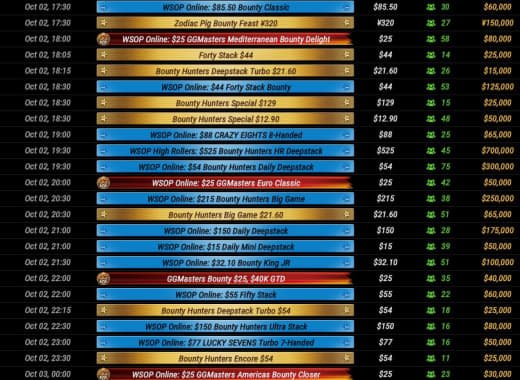 Oct 02, 17:30 WSOP Online: $85.50 Bounty Classic $85.50 30 $60,000
Oct 02, 17:30 Zodiac Pig Bounty Feast ¥320 ¥320 27 ¥150,000
Oct 02, 18:00 WSOP Online: $25 GGMasters Mediterranean Bounty Delight $25 58 $80,000
Oct 02, 18:05 Forty Stack $44 $44 14 $25,000
Oct 02, 18:15 Bounty Hunters Deepstack Turbo $21.60 $21.60 26 $15,000
Oct 02, 18:30 WSOP Online: $44 Forty Stack Bounty $44 53 $125,000
Oct 02, 18:30 Bounty Hunters Special $129 $129 15 $25,000
Oct 02, 18:30 Bounty Hunters Special $12.90 $12.90 48 $50,000
Oct 02, 19:00 WSOP Online: $88 CRAZY EIGHTS 8-Handed $88 25 $65,000
Oct 02, 19:30 WSOP High Rollers: $525 Bounty Hunters HR Deepstack $525 45 $700,000
Oct 02, 19:30 WSOP Online: $54 Bounty Hunters Daily Deepstack $54 75 $300,000
Oct 02, 20:00 WSOP Online: $25 GGMasters Euro Classic $25 42 $50,000
Oct 02, 20:30 WSOP Online: $215 Bounty Hunters Big Game $215 38 $250,000
Oct 02, 20:30 Bounty Hunters Big Game $21.60 $21.60 51 $65,000
Oct 02, 21:00 WSOP Online: $150 Daily Deepstack $150 28 $175,000
Oct 02, 21:00 WSOP Online: $15 Daily Mini Deepstack $15 39 $50,000
Oct 02, 21:30 WSOP Online: $32.10 Bounty King JR $32.10 51 $100,000
Oct 02, 22:00 GGMasters Bounty $25, $40K GTD $25 35 $40,000
Oct 02, 22:00 WSOP Online: $55 Fifty Stack $55 22 $60,000
Oct 02, 22:15 Bounty Hunters Deepstack Turbo $54 $54 18 $25,000
Oct 02, 22:30 WSOP Online: $150 Bounty Hunters Ultra Stack $150 16 $80,000
Oct 02, 23:00 WSOP Online: $77 LUCKY SEVENS Turbo 7-Handed $77 16 $50,000
Oct 02, 23:30 Bounty Hunters Encore $54 $54 11 $25,000
Oct 03, 00:00 WSOP Online: $25 GGMasters Americas Bounty Closer $25 23 $30,000